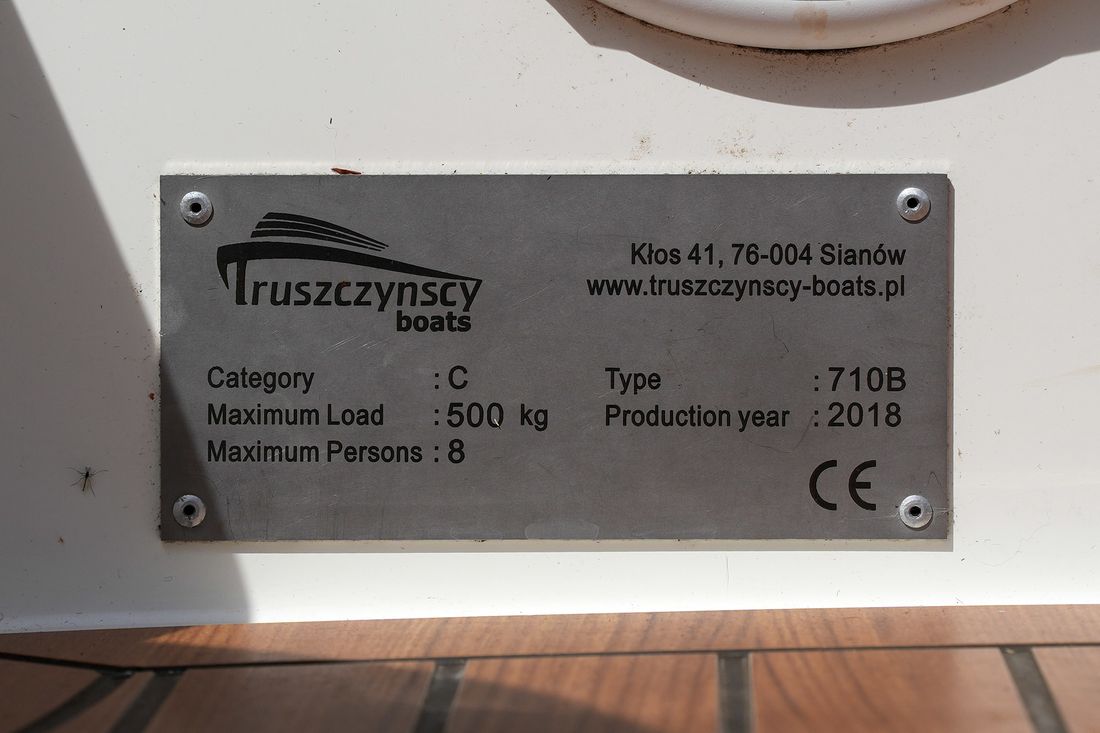 Truszczynscy
boats
Kłos 41, 76-004 Sianów
www.truszczynscy-boats.pl
Category : C
Maximum Load : 500 kg
Maximum Persons : 8
Type : 710B
Production year : 2018
CE